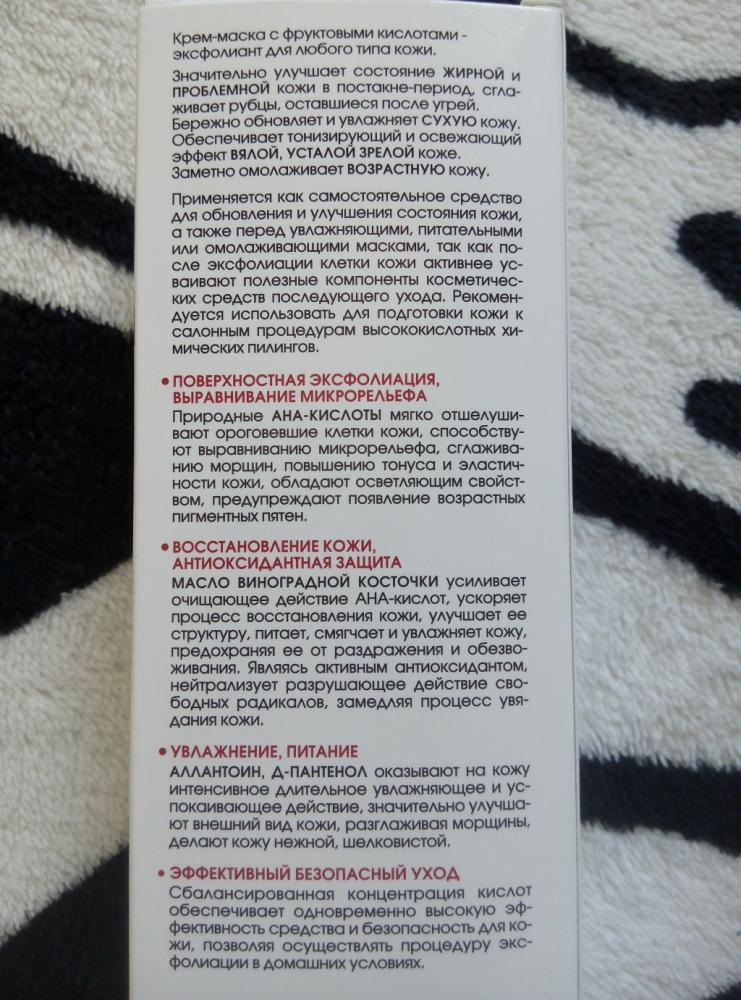 Крем-маска с фруктовыми кислотами -
эксфолиант для любого типа кожи.
Значительно улучшает состояние ЖИРНОЙ и
ПРОБЛЕМНОЙ кожи в постакне-период, сгла-
живает рубцы, оставшиеся после угрей.
Бережно обновляет и увлажняет СУХУЮ кожу.
Обеспечивает тонизирующий и освежающий
эффект ВЯЛОЙ, УСТАЛОЙ ЗРЕЛОЙ коже.
Заметно омолаживает ВОЗРАСТНУЮ кожу.
Применяется как самостоятельное средство
для обновления и улучшения состояния кожи,
а также перед увлажняющими, питательными
или омолаживающими масками, так как по-
сле эксфолиации клетки кожи активнее ус-
ваивают полезные компоненты косметичес-
ких средств последующего ухода. Рекомен-
дуется использовать для подготовки кожи к
салонным процедурам высококислотных хи-
мических пилингов.
• ПОВЕРХНОСТНАЯ ЭКСФОЛИАЦИЯ,
ВЫРАВНИВАНИЕ МИКРОРЕЛЬЕФА
Природные АНА-КИСЛОТЫ мягко отшелуши-
вают ороговевшие клетки кожи, способству-
ют выравниванию микрорельефа, сглажива-
нию морщин, повышению тонуса и эластич-
ности кожи, обладают осветляющим свойст-
вом, предупреждают появление возрастных
пигментных пятен.
• ВОССТАНОВЛЕНИЕ КОЖИ,
АНТИОКСИДАНТНАЯ ЗАЩИТА
МАСЛО ВИНОГРАДНОЙ КОСТОЧКИ усиливает
очищающее действие АНА-кислот, ускоряет
процесс восстановления кожи, улучшает ее
структуру, питает, смягчает и увлажняет кожу,
предохраняя ее от раздражения и обезво-
живания. Являясь активным антиоксидантом,
нейтрализует разрушающее действие сво-
бодных радикалов, замедляя процесс увя-
дания кожи.
• УВЛАЖНЕНИЕ, ПИТАНИЕ
АЛЛАНТОИН, Д-ПАНТЕНОЛ оказывают на кожу
интенсивное длительное увлажняющее и ус-
покаивающее действие, значительно улучша-
ют внешний вид кожи, разглаживая морщины,
делают кожу нежной, шелковистой.
• ЭФФЕКТИВНЫЙ БЕЗОПАСНЫЙ УХОД
Сбалансированная концентрация кислот
обеспечивает одновременно высокую эф-
фективность средства и безопасность для ко-
жи, позволяя осуществлять процедуру экс-
фолиации в домашних условиях.